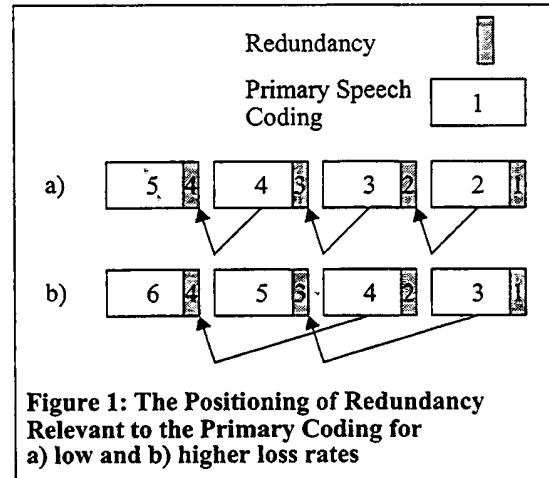 Redundancy
Primary Speech
Coding
1
a) 5 4 4 3 3 2 2 1
b) 6 4 5 3 4 2 3 1
Figure 1: The Positioning of Redundancy
Relevant to the Primary Coding for
a) low and b) higher loss rates